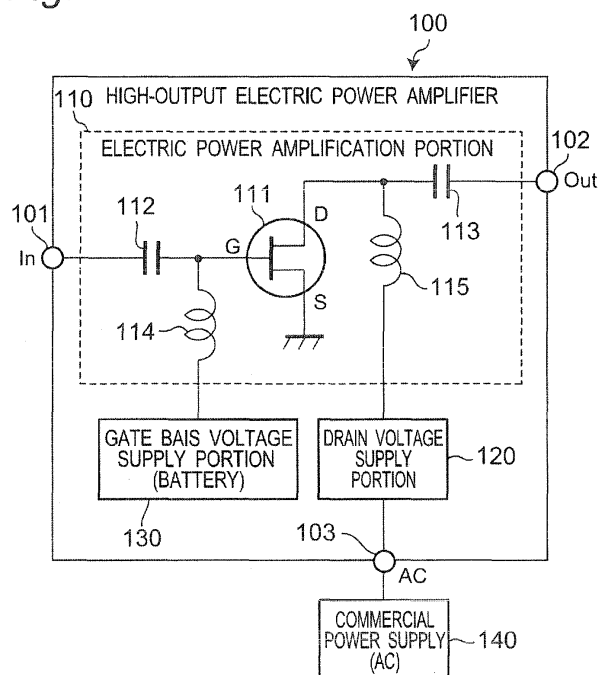 100
HIGH-OUTPUT ELECTRIC POWER AMPLIFIER
110
ELECTRIC POWER AMPLIFICATION PORTION
102
Out
101
In
112
111
D
G
S
113
114
115
GATE BAIS VOLTAGE
SUPPLY PORTION
(BATTERY)
130
DRAIN VOLTAGE
SUPPLY
PORTION
120
103
AC
COMMERCIAL
POWER SUPPLY
(AC)
140